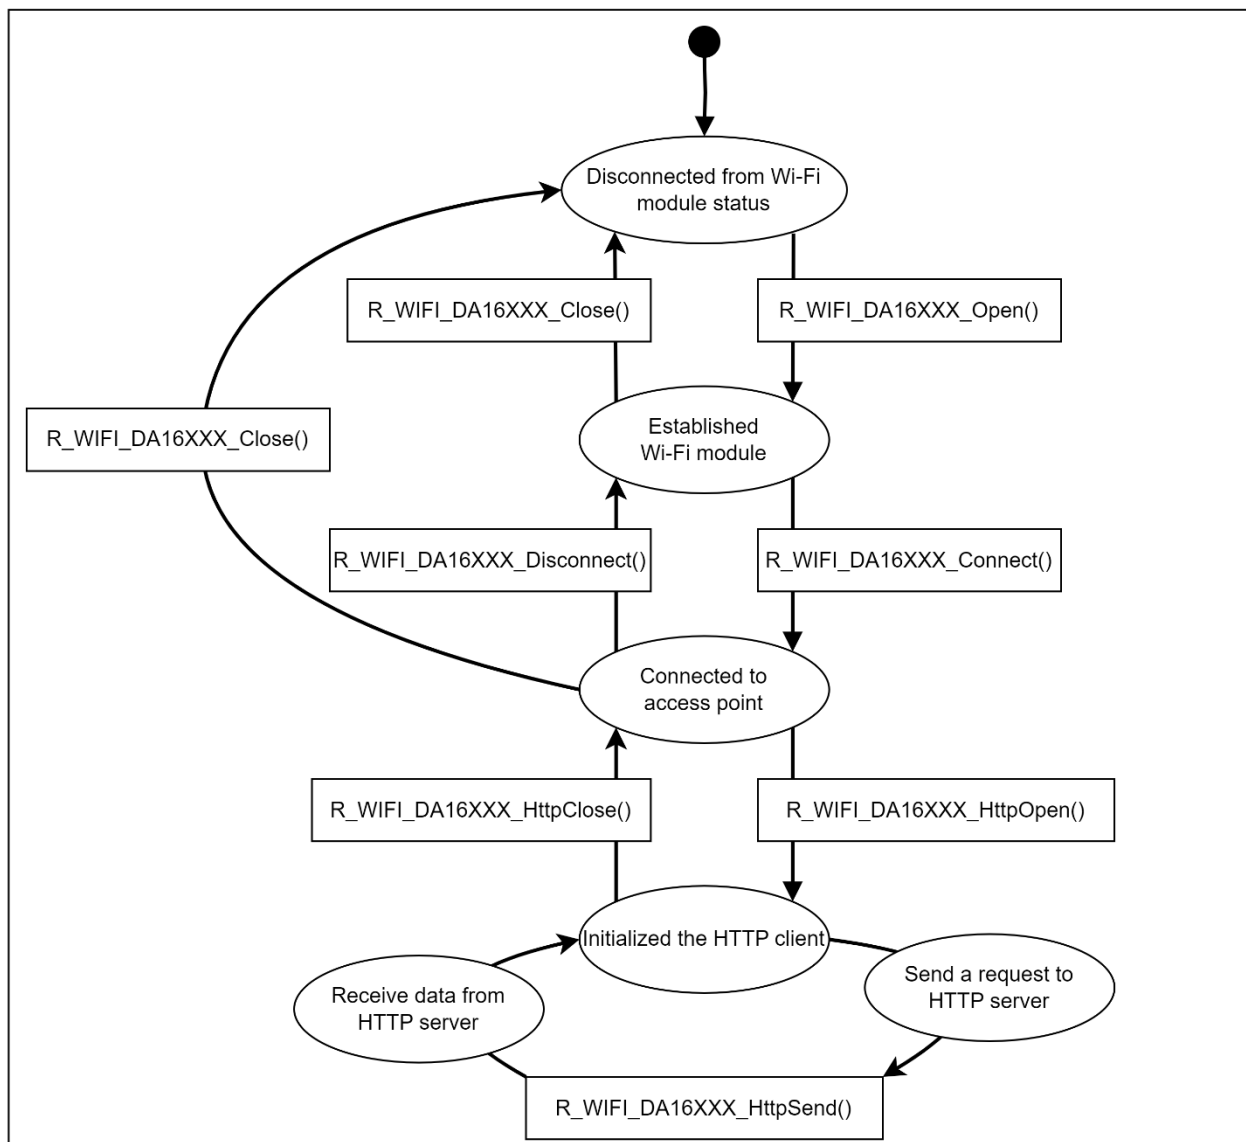 Disconnected from Wi-Fi
module status
R_WIFI_DA16XXX_Close()
R_WIFI_DA16XXX_Open()
R_WIFI_DA16XXX_Close()
Established
Wi-Fi module
R_WIFI_DA16XXX_Disconnect()
R_WIFI_DA16XXX_Connect()
Connected to
access point
R_WIFI_DA16XXX_HttpClose()
R_WIFI_DA16XXX_HttpOpen()
Initialized the HTTP client
Send a request to
HTTP server
Receive data from
HTTP server
R_WIFI_DA16XXX_HttpSend()